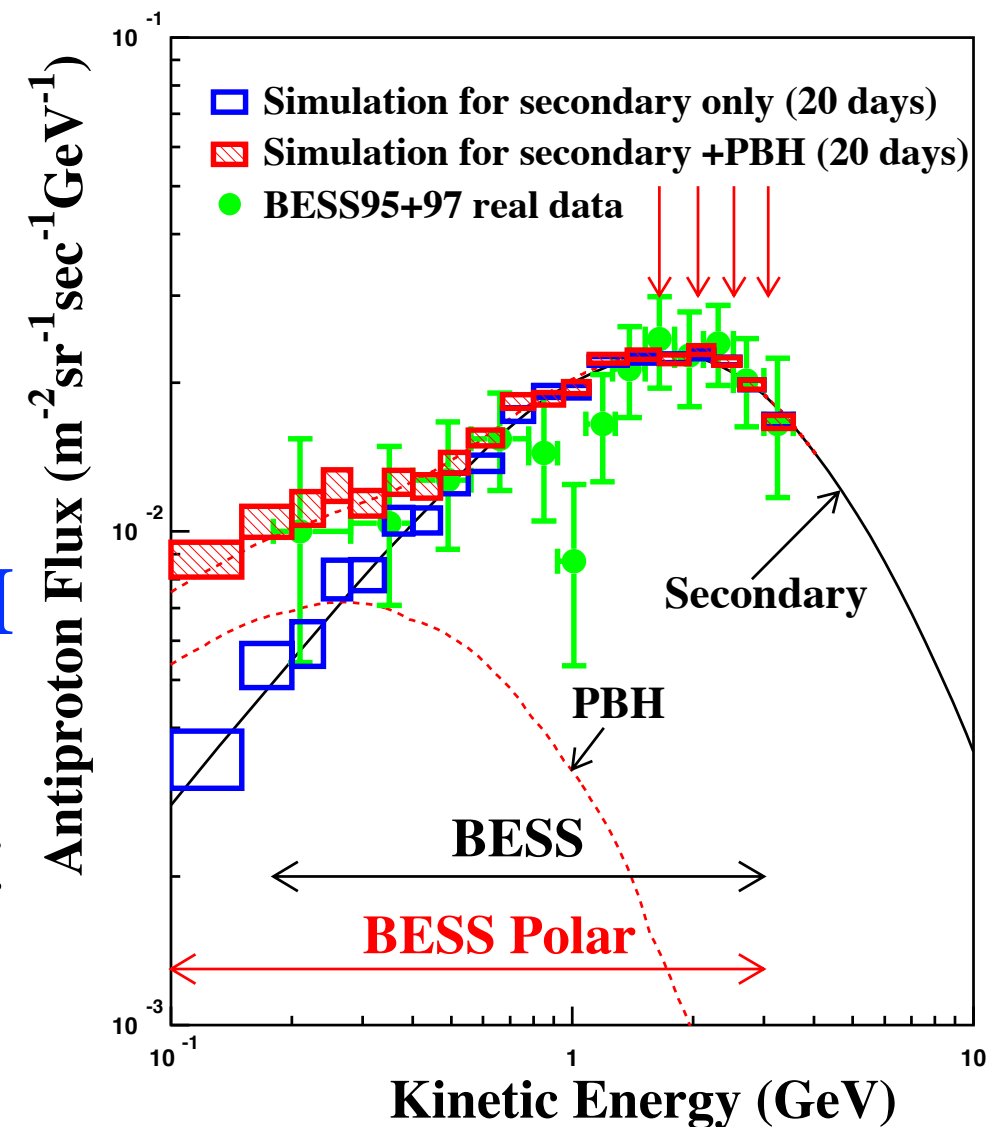 10 -1
Simulation for secondary only (20 days)
Simulation for secondary +PBH (20 days)
BESS95+97 real data
Antiproton Flux (m-2sr-1sec-1GeV-1)
10 -2
Secondary
PBH
BESS
BESS Polar
10 -3
10 -1
1
10
Kinetic Energy (GeV)